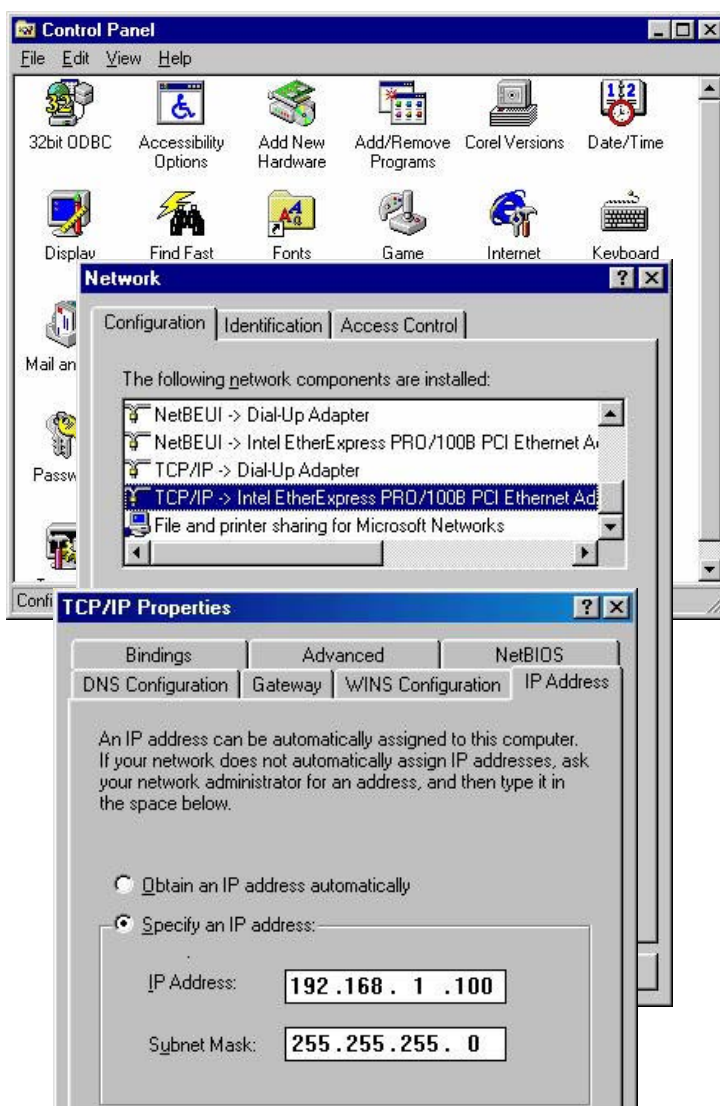 Control Panel
File Edit View Help
32bit ODBC
Accessibility Options
Add New Hardware
Add/Remove Programs
Corel Versions
Date/Time
Display
Find Fast
Fonts
Game
Internet
Keyboard
Mail an
Passw
Confi
Network
Configuration Identification Access Control
The following network components are installed:
NetBEUI -> Dial-Up Adapter
NetBEUI -> Intel EtherExpress PRO/100B PCI Ethernet A
TCP/IP -> Dial-Up Adapter
TCP/IP -> Intel EtherExpress PRO/100B PCI Ethernet Ad
File and printer sharing for Microsoft Networks
TCP/IP Properties
Bindings Advanced NetBIOS
DNS Configuration Gateway WINS Configuration IP Address
An IP address can be automatically assigned to this computer.
If your network does not automatically assign IP addresses, ask
your network administrator for an address, and then type it in
the space below.
Obtain an IP address automatically
Specify an IP address:
IP Address: 192.168. 1 .100
Subnet Mask: 255.255.255. 0